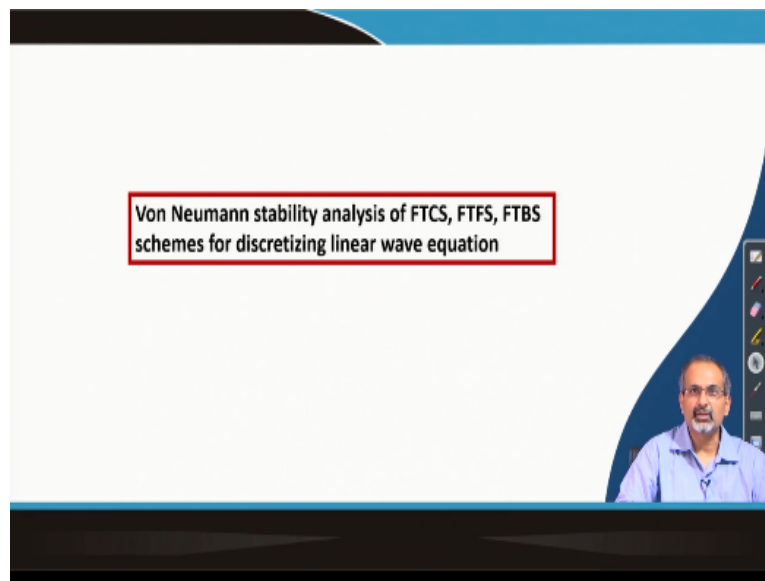 Von Neumann stability analysis of FTCS, FTFS, FTBS
schemes for discretizing linear wave equation